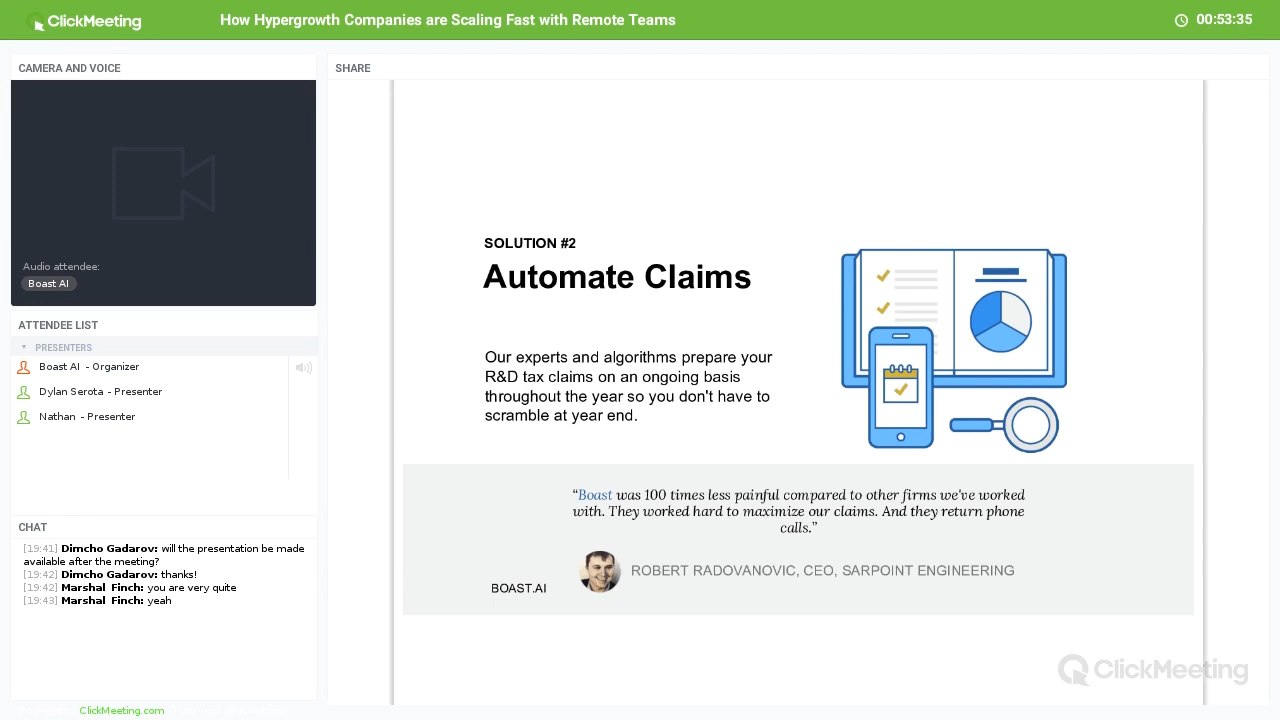 ClickMeeting
How Hypergrowth Companies are Scaling Fast with Remote Teams
00:53:35
CAMERA AND VOICE
Audio attendee:
Boast AI
ATTENDEE LIST
PRESENTERS
Boast AI - Organizer
Dylan Serota - Presenter
Nathan - Presenter
CHAT
[19:41] Dimcho Gadarov: will the presentation be made
available after the meeting?
[19:42] Dimcho Gadarov: thanks!
[19:42] Marshal Finch: you are very quite
[19:43] Marshal Finch: yeah
ClickMeeting.com
SHARE
SOLUTION #2
Automate Claims
Our experts and algorithms prepare your
R&D tax claims on an ongoing basis
throughout the year so you don't have to
scramble at year end.
“Boast was 100 times less painful compared to other firms we've worked
with. They worked hard to maximize our claims. And they return phone
calls.”
ROBERT RADOVANOVIC, CEO, SARPOINT ENGINEERING
BOAST.AI
ClickMeeting